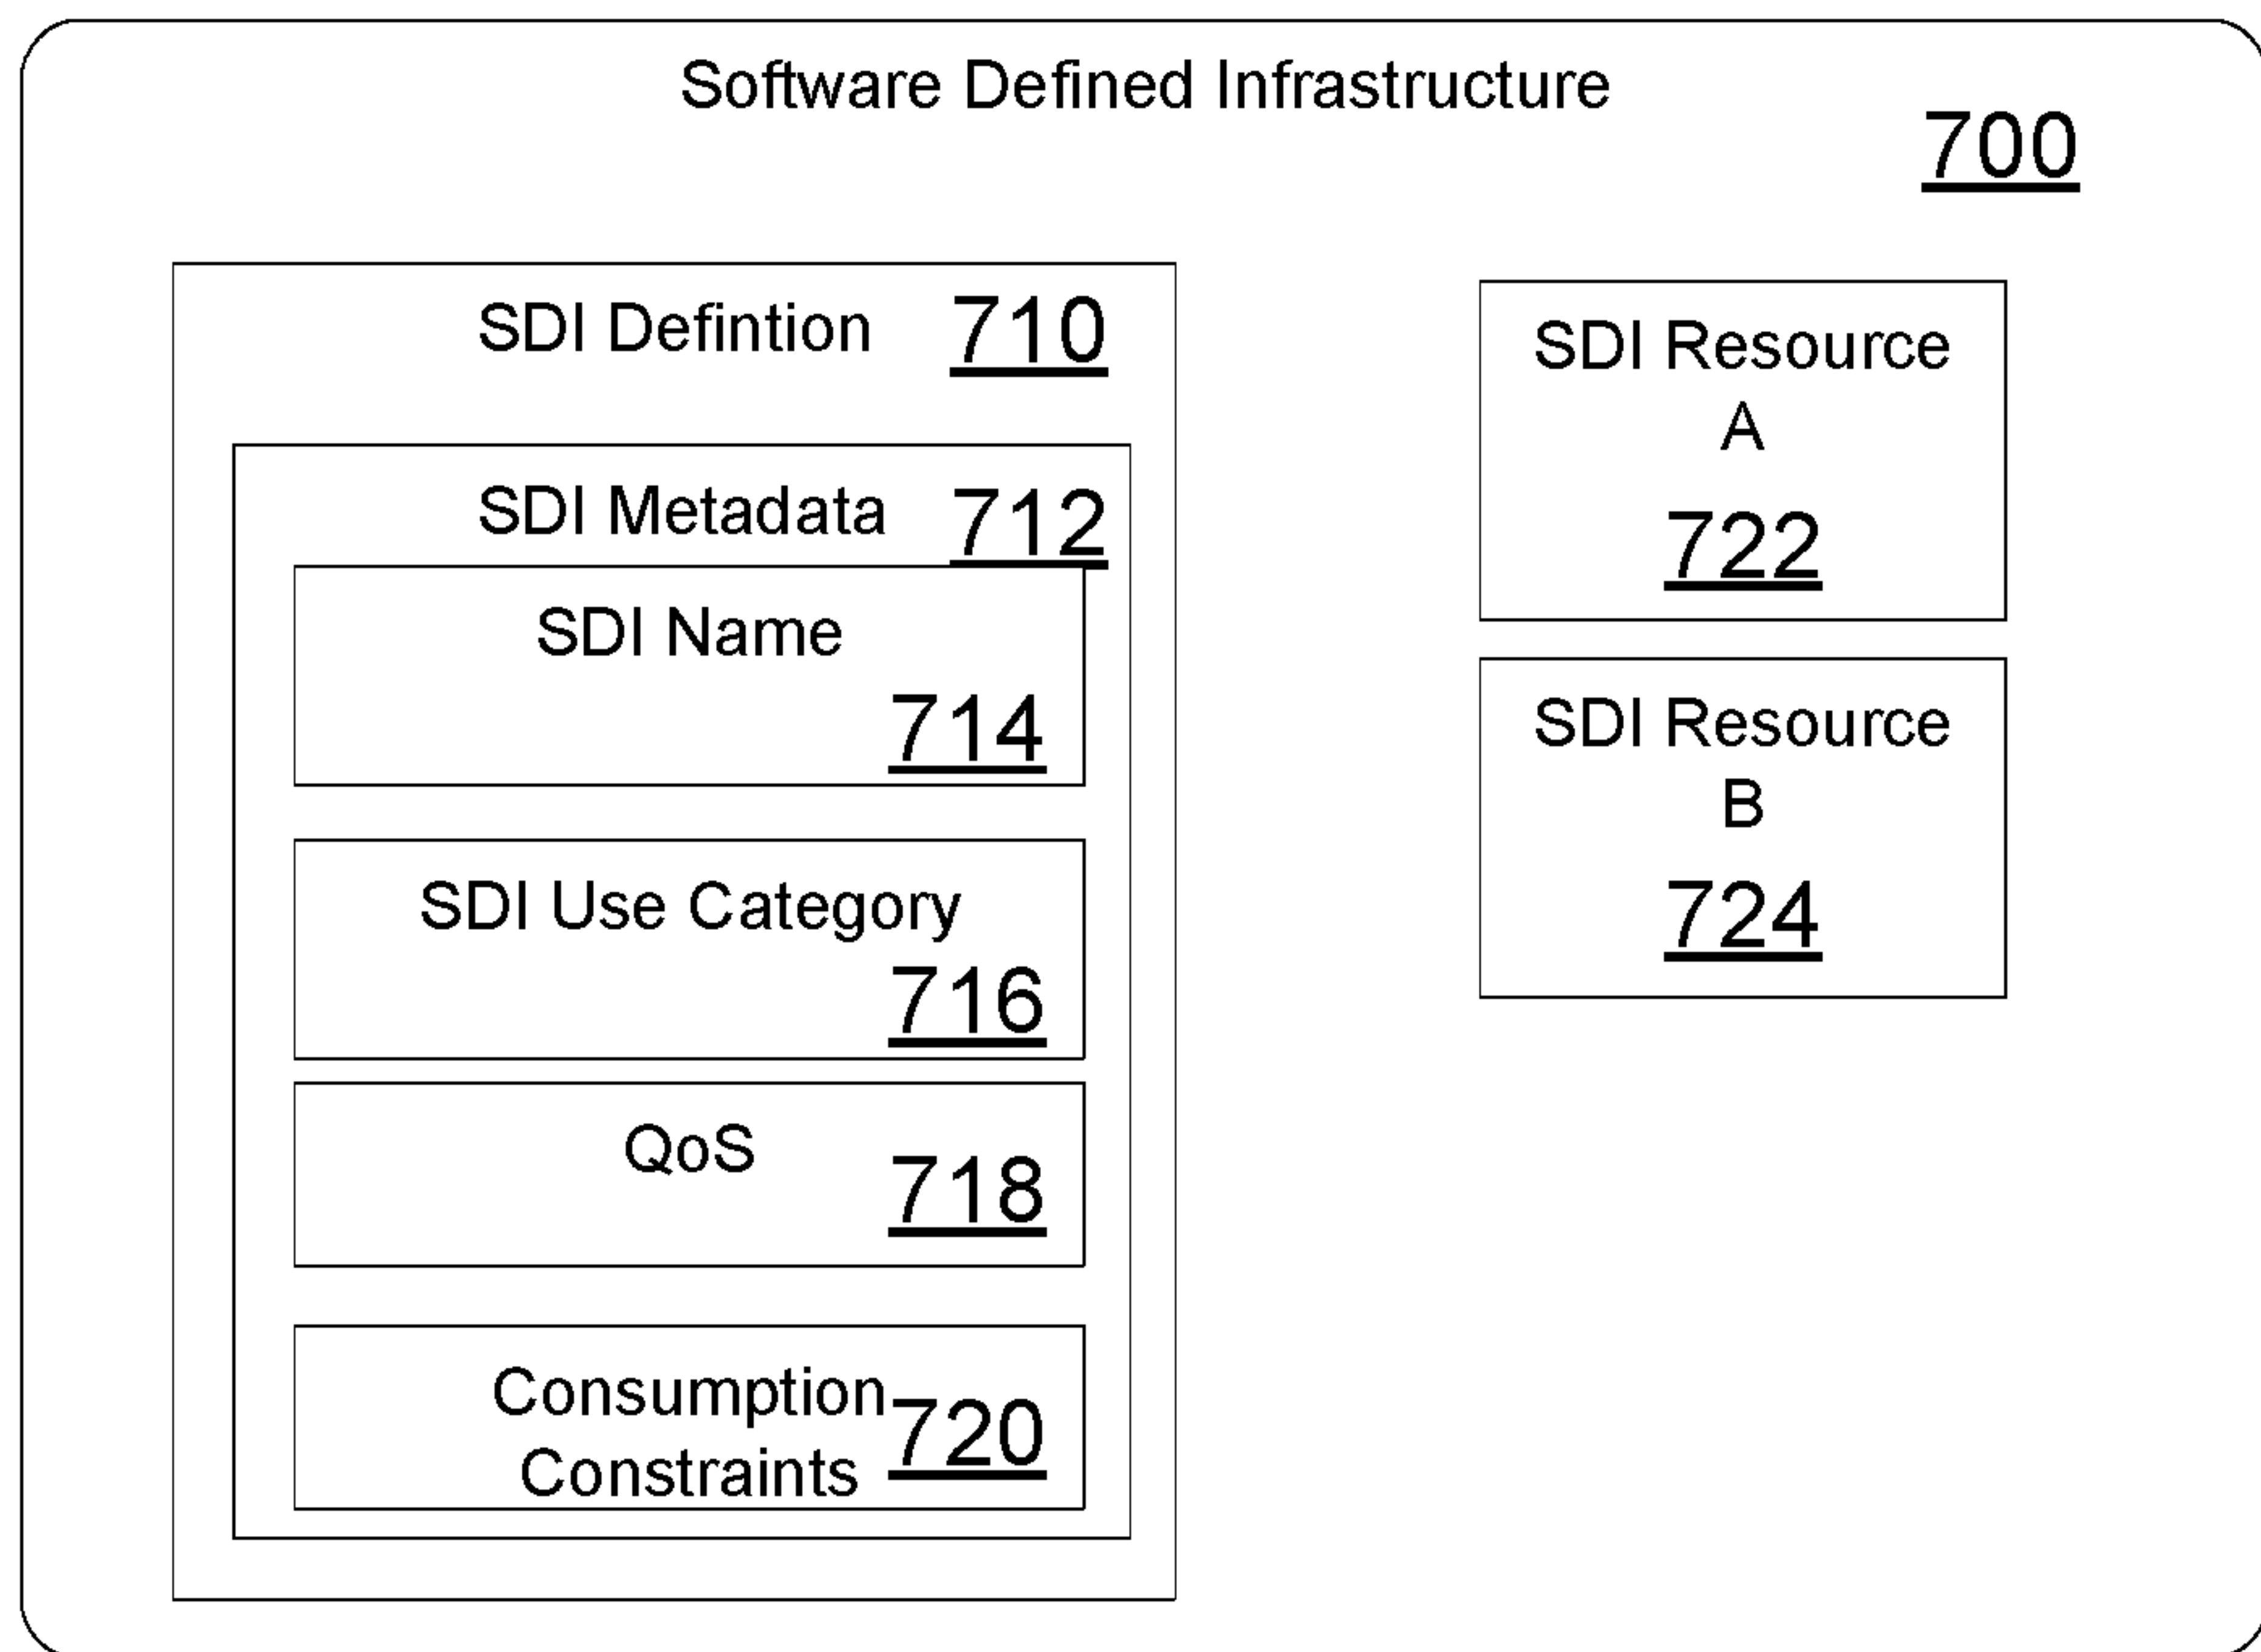 Software Defined Infrastructure
700
SDI Defintion 710
SDI Metadata 712
SDI Name
714
SDI Use Category
716
QoS 718
Consumption 720
Constraints
SDI Resource
A
722
SDI Resource
B
724